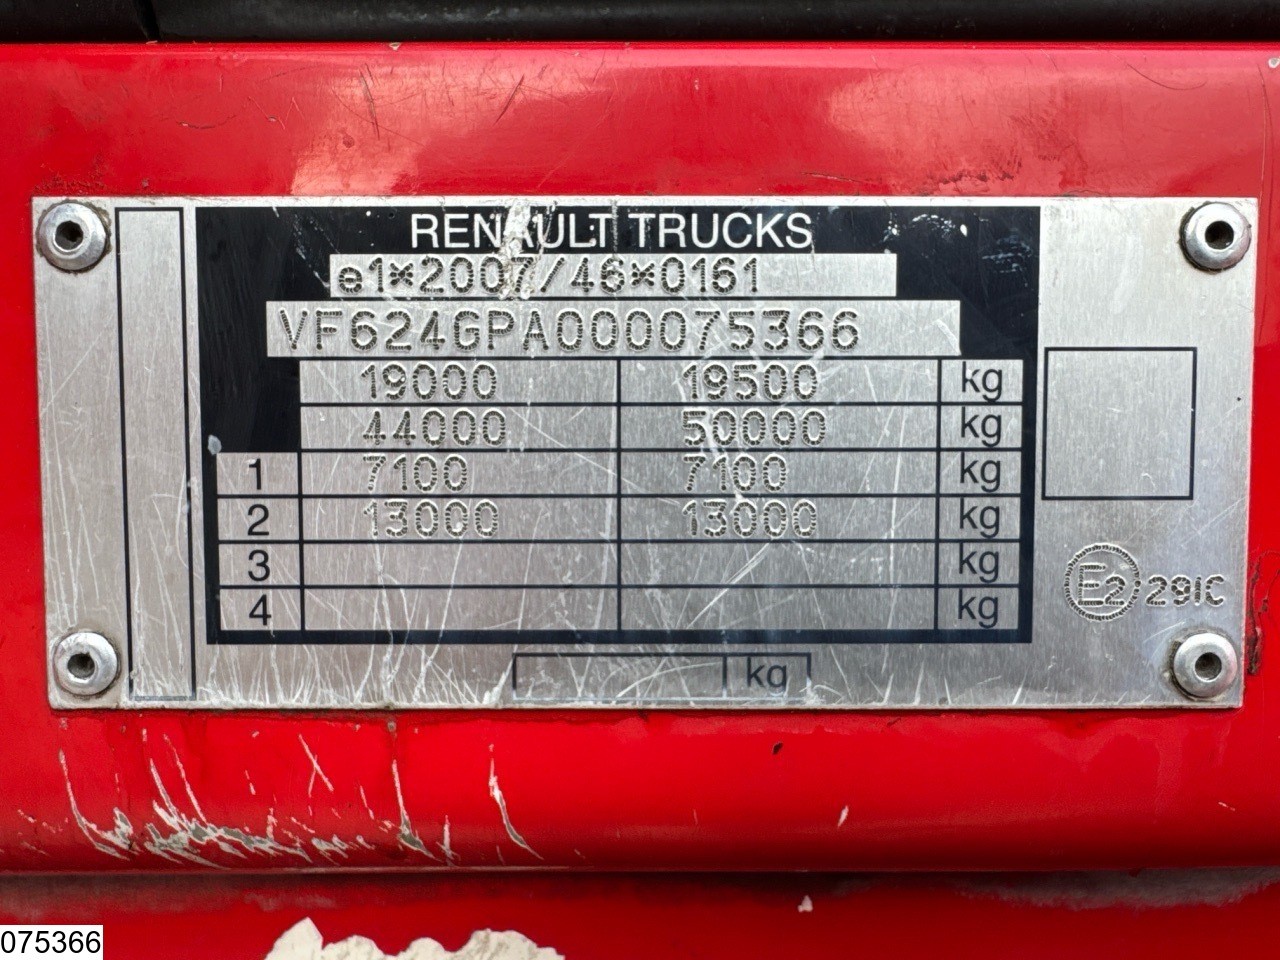 RENAULT TRUCKS
e1*2007/46*0161
VF624GPA000075366
19000 19500 kg
44000 50000 kg
1 7100 7100 kg
2 13000 13000 kg
3 kg
4 kg
E2 291C
kg
075366